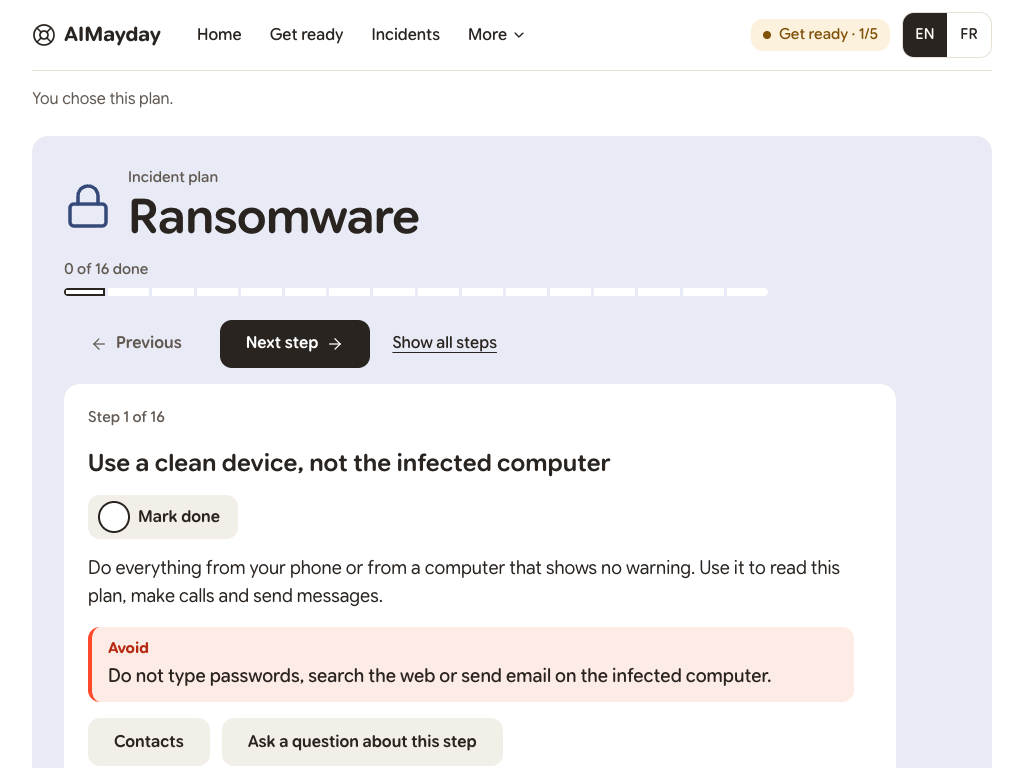 AIMayday
Home
Get ready
Incidents
More
Get ready · 1/5
EN
FR
You chose this plan.
Incident plan
Ransomware
0 of 16 done
Previous
Next step
Show all steps
Step 1 of 16
Use a clean device, not the infected computer
Mark done
Do everything from your phone or from a computer that shows no warning. Use it to read this
plan, make calls and send messages.
Avoid
Do not type passwords, search the web or send email on the infected computer.
Contacts
Ask a question about this step